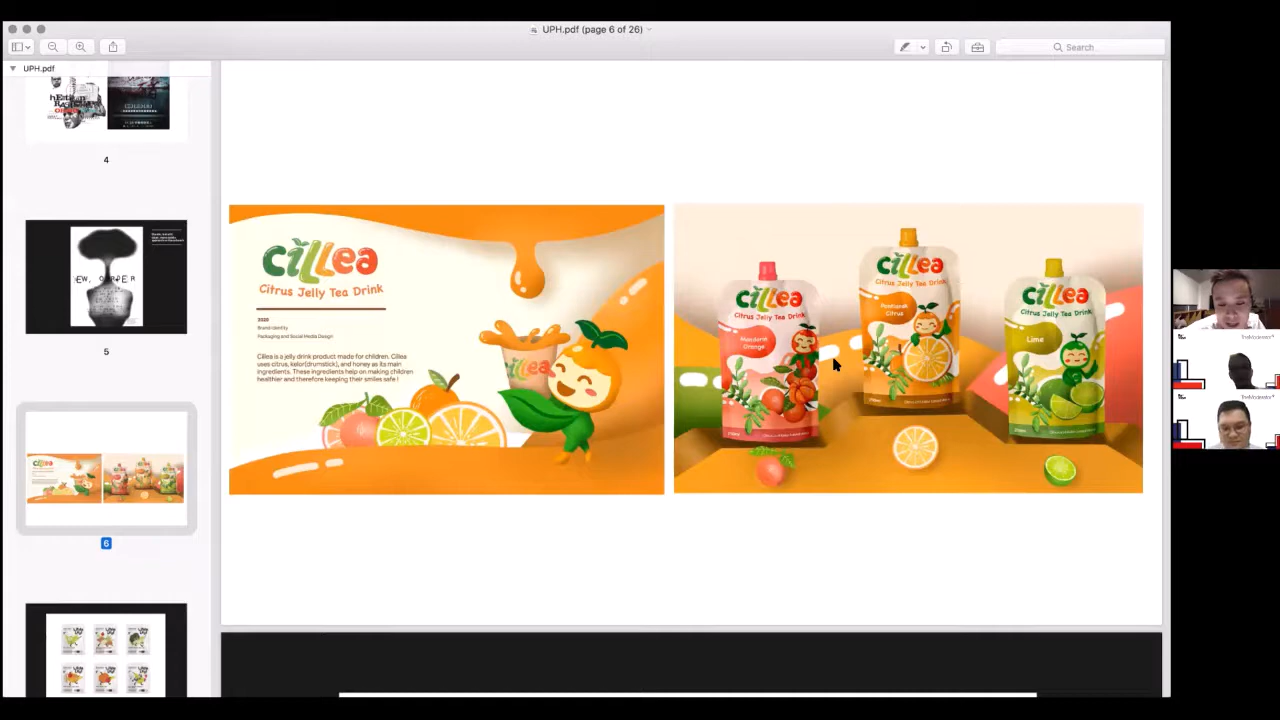 UPH.pdf (page 6 of 26)
Search
UPH.pdf
4
5
6
cillea
Citrus Jelly Tea Drink
2020
Brand Identity
Packaging and Social Media Design
Cillea is a jelly drink product made for children. Cillea
uses citrus, kelor(drumstick), and honey as its main
ingredients. These ingredients help on making children
healthier and therefore keeping their smiles safe !
cillea
cillea
Citrus Jelly Tea Drink
Mandarin
Orange
cillea
Citrus Jelly Tea Drink
Pontianak
Citrus
cillea
Citrus Jelly Tea Drink
Lime